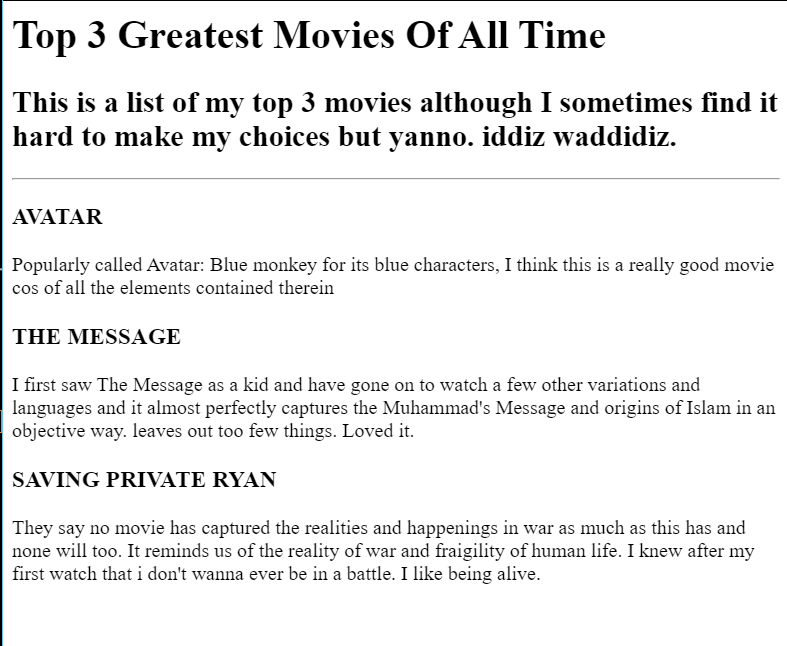 Top 3 Greatest Movies Of All Time
This is a list of my top 3 movies although I sometimes find it
hard to make my choices but yanno. iddiz waddidiz.
AVATAR
Popularly called Avatar: Blue monkey for its blue characters, I think this is a really good movie
cos of all the elements contained therein
THE MESSAGE
I first saw The Message as a kid and have gone on to watch a few other variations and
languages and it almost perfectly captures the Muhammad's Message and origins of Islam in an
objective way. leaves out too few things. Loved it.
SAVING PRIVATE RYAN
They say no movie has captured the realities and happenings in war as much as this has and
none will too. It reminds us of the reality of war and fraigility of human life. I knew after my
first watch that i don't wanna ever be in a battle. I like being alive.